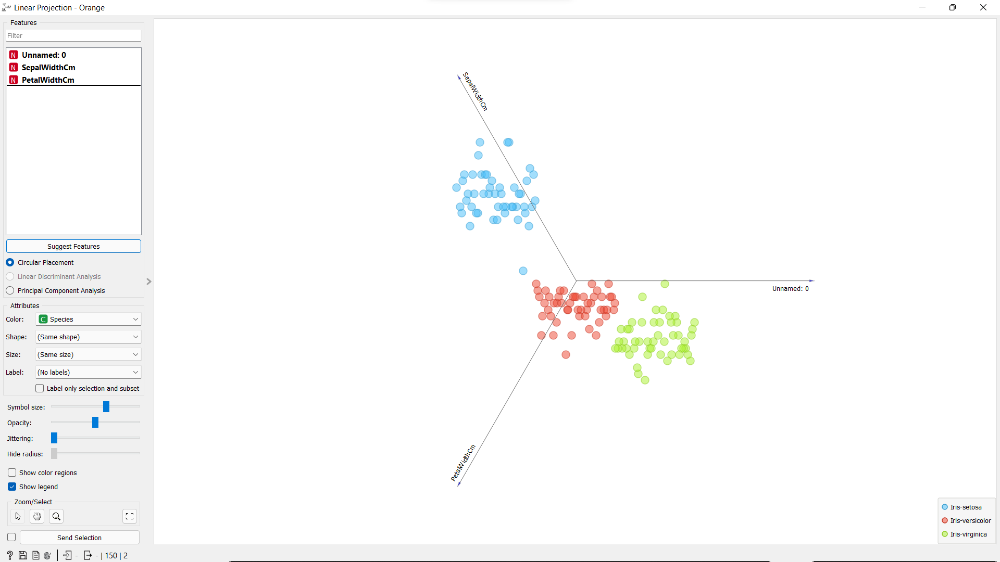 Linear Projection - Orange
Features
Filter
N Unnamed: 0
N SepalWidthCm
N PetalWidthCm
Suggest Features
Circular Placement
Linear Discriminant Analysis
Principal Component Analysis
Attributes
Color: C Species
Shape: (Same shape)
Size: (Same size)
Label: (No labels)
Label only selection and subset
Symbol size:
Opacity:
Jittering:
Hide radius:
Show color regions
Show legend
Zoom/Select
Send Selection
? - - | 150 | 2
SepalWidthCm
Unnamed: 0
PetalWidthCm
Iris-setosa
Iris-versicolor
Iris-virginica